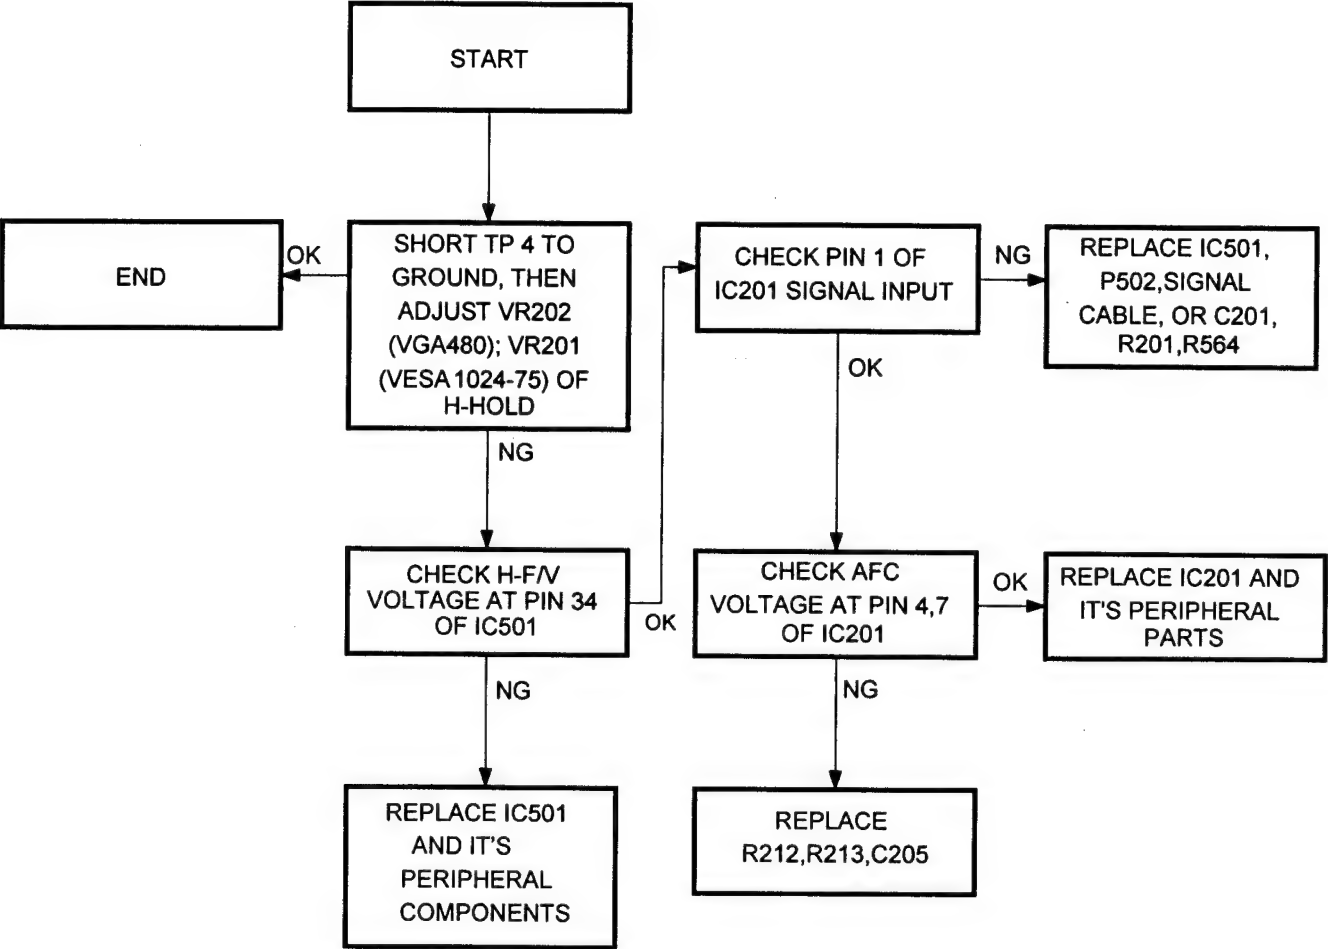 START
END
OK
SHORT TP 4 TO
GROUND, THEN
ADJUST VR202
(VGA480); VR201
(VESA 1024-75) OF
H-HOLD
NG
CHECK H-F/V
VOLTAGE AT PIN 34
OF IC501
OK
NG
REPLACE IC501
AND IT'S
PERIPHERAL
COMPONENTS
CHECK PIN 1 OF
IC201 SIGNAL INPUT
NG
REPLACE IC501,
P502,SIGNAL
CABLE, OR C201,
R201,R564
OK
CHECK AFC
VOLTAGE AT PIN 4,7
OF IC201
OK
REPLACE IC201 AND
IT'S PERIPHERAL
PARTS
NG
REPLACE
R212,R213,C205